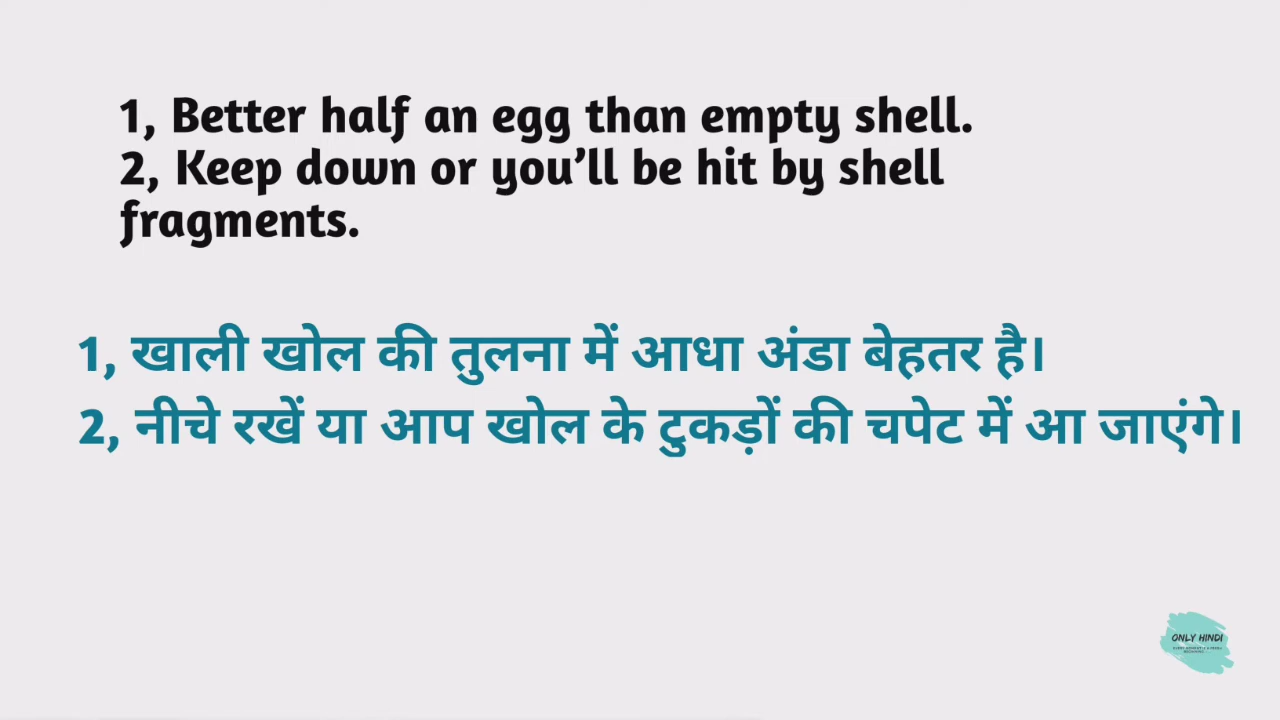 1, Better half an egg than empty shell.
2, Keep down or you’ll be hit by shell
fragments.
1, खाली खोल की तुलना में आधा अंडा बेहतर है।
2, नीचे रखें या आप खोल के टुकड़ों की चपेट में आ जाएंगे।
ONLY HINDI